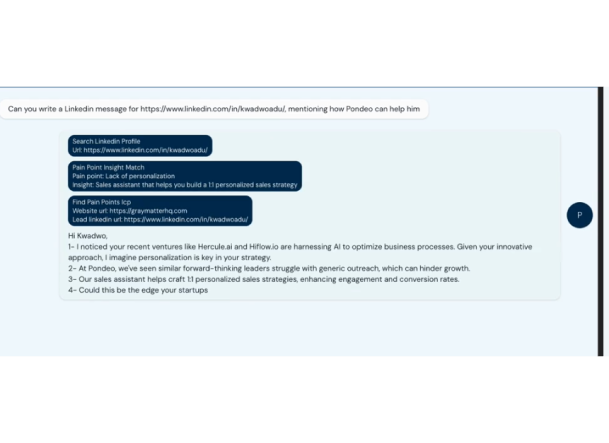 Can you write a Linkedin message for https://www.linkedin.com/in/kwadwoadu/, mentioning how Pondeo can help him
Search Linkedin Profile
Url: https://www.linkedin.com/in/kwadwoadu/
Pain Point Insight Match
Pain point: Lack of personalization
Insight: Sales assistant that helps you build a 1:1 personalized sales strategy
Find Pain Points Icp
Website url: https://graymatterhq.com
Lead linkedin url: https://www.linkedin.com/in/kwadwoadu/
P
Hi Kwadwo,
1- I noticed your recent ventures like Hercule.ai and Hiflow.io are harnessing AI to optimize business processes. Given your innovative
approach, I imagine personalization is key in your strategy.
2- At Pondeo, we've seen similar forward-thinking leaders struggle with generic outreach, which can hinder growth.
3- Our sales assistant helps craft 1:1 personalized sales strategies, enhancing engagement and conversion rates.
4- Could this be the edge your startups